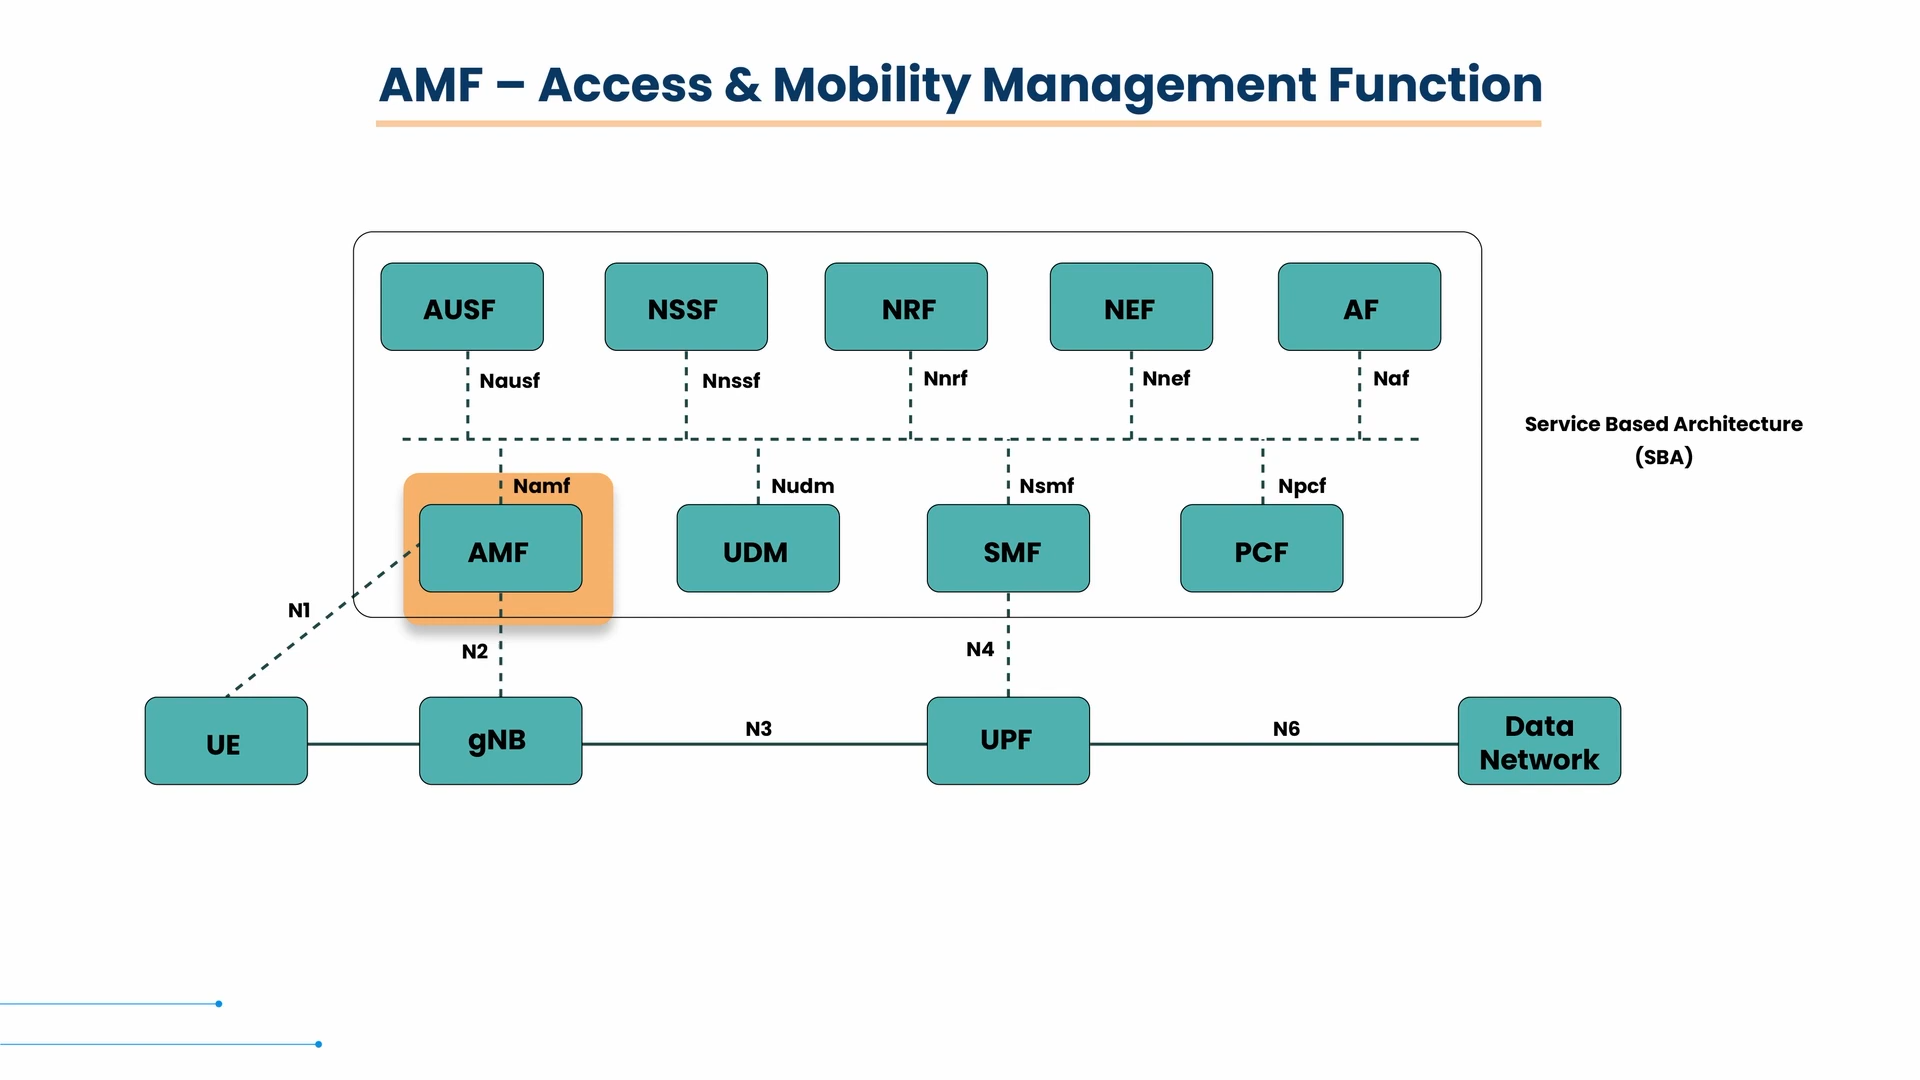 AMF – Access & Mobility Management Function
AUSF
NSSF
NRF
NEF
AF
Nausf
Nnssf
Nnrf
Nnef
Naf
Service Based Architecture
(SBA)
Namf
Nudm
Nsmf
Npcf
AMF
UDM
SMF
PCF
N1
N2
N4
UE
gNB
N3
UPF
N6
Data
Network